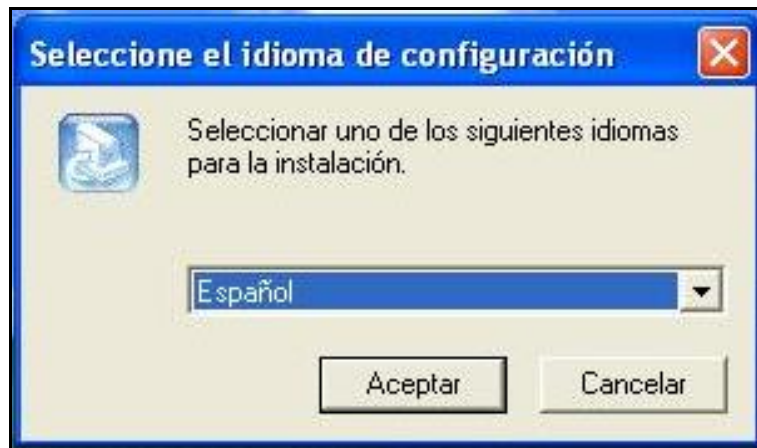 Seleccione el idioma de configuración
Seleccionar uno de los siguientes idiomas
para la instalación.
Español
Aceptar
Cancelar